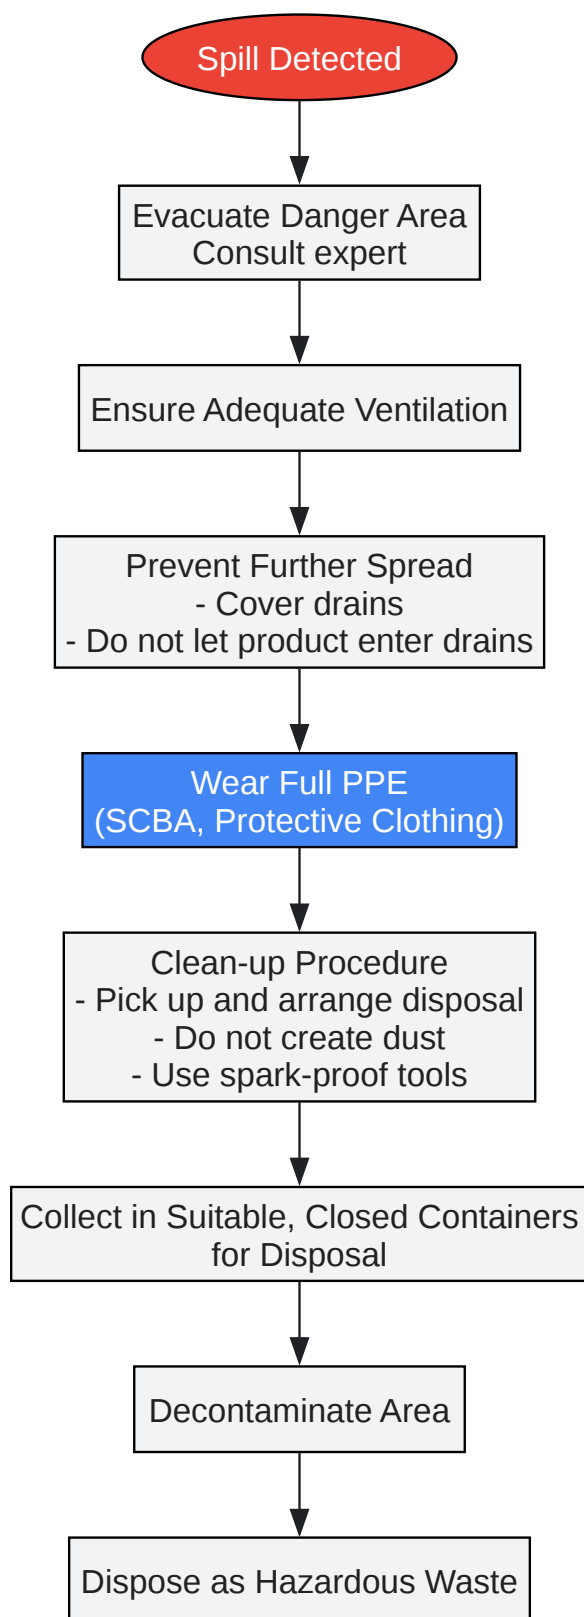 Spill Detected
Evacuate Danger Area
Consult expert
Ensure Adequate Ventilation
Prevent Further Spread
- Cover drains
- Do not let product enter drains
Wear Full PPE
(SCBA, Protective Clothing)
Clean-up Procedure
- Pick up and arrange disposal
- Do not create dust
- Use spark-proof tools
Collect in Suitable, Closed Containers
for Disposal
Decontaminate Area
Dispose as Hazardous Waste